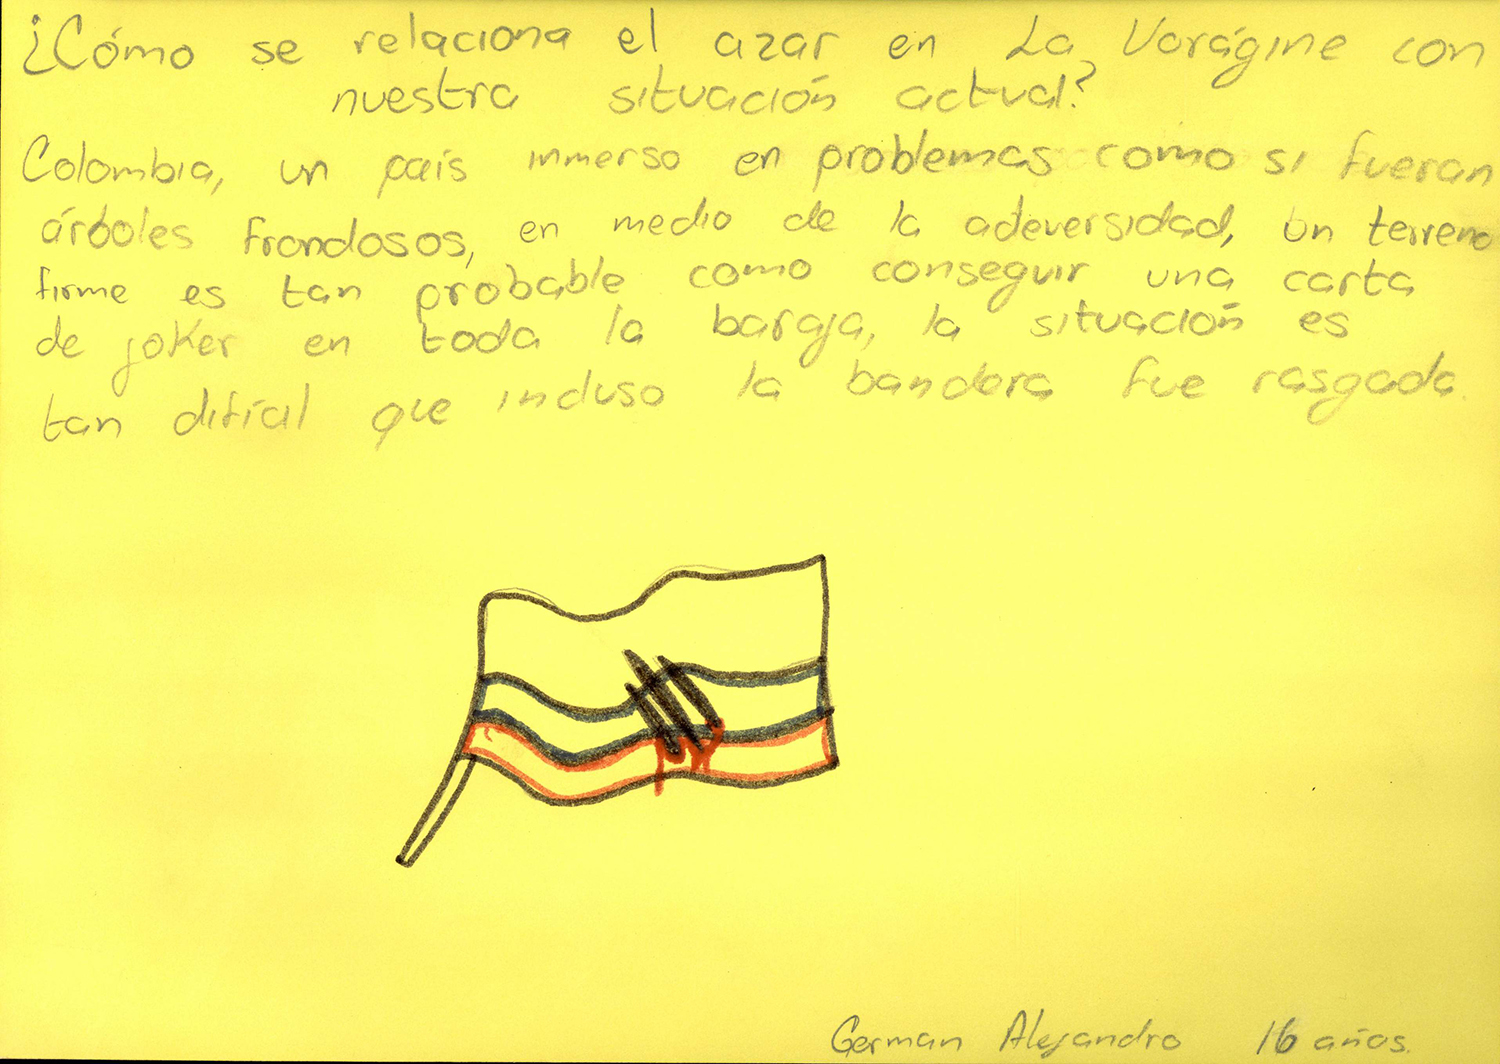 ¿Cómo se relaciona el azar en La Vorágine con
nuestra situación actual?
Colombia, un país inmerso en problemas como si fueran
árboles frondosos, en medio de la adeversidad, un terreno
firme es tan probable como conseguir una carta
de joker en toda la baraja, la situación es
tan difícil que incluso la bandera fue rasgada.
German Alejandro 16 años.